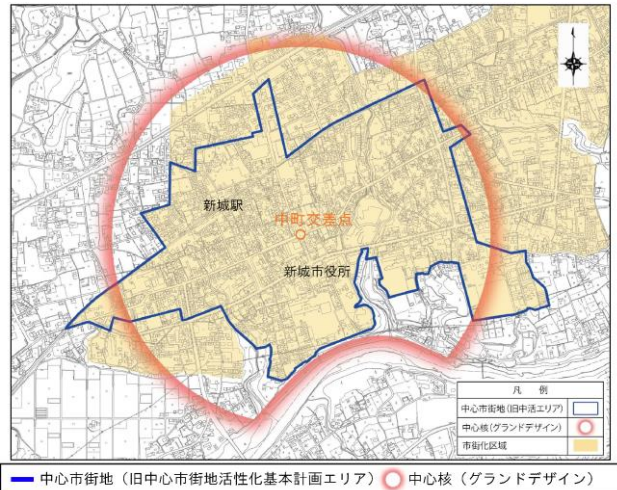 新城駅
中町交差点
新城市役所
凡 例
中心市街地(旧中活エリア)
中心核(グランドデザイン)
市街化区域
中心市街地（旧中心市街地活性化基本計画エリア） 中心核（グランドデザイン）